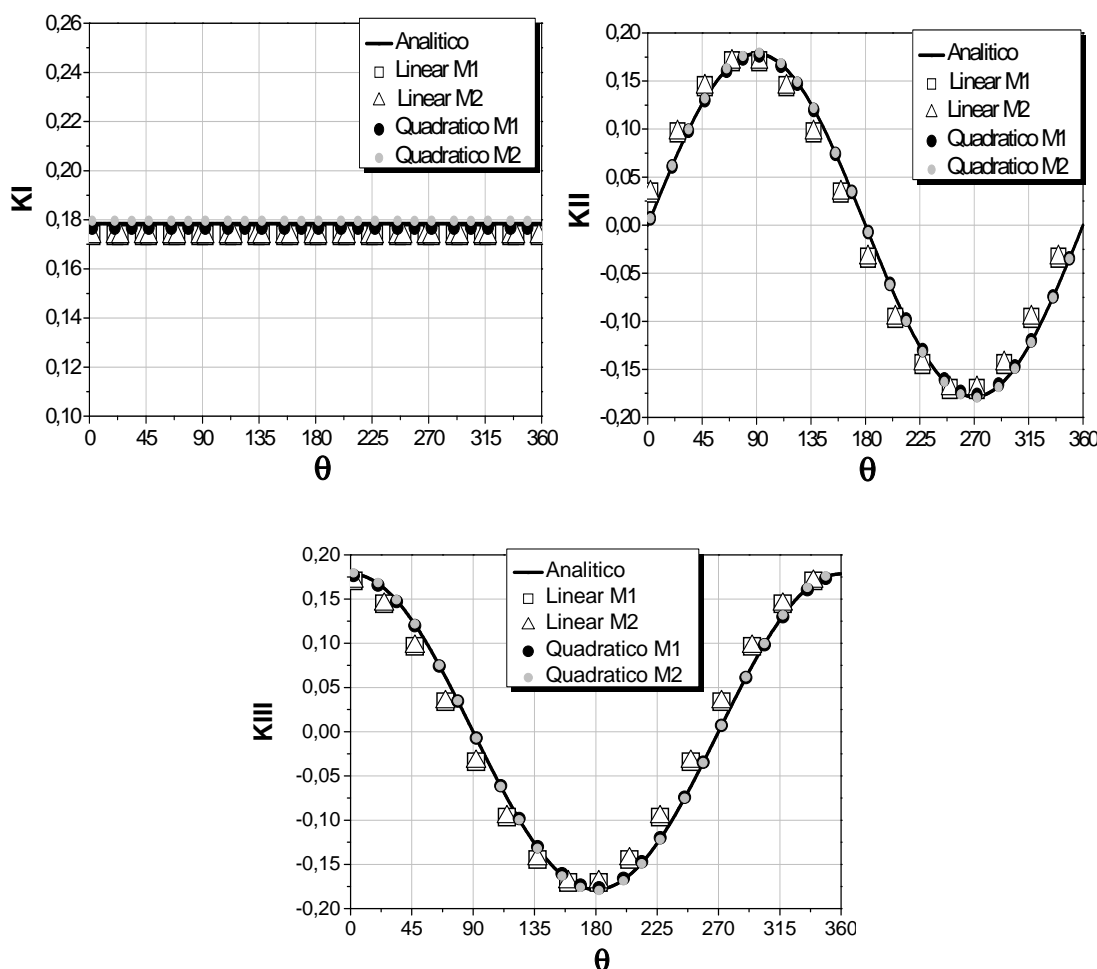 0,26
0,24
0,22
0,20
0,18
0,16
0,14
0,12
0,10
KI
0 45 90 135 180 225 270 315 360
θ
Analitico
Linear M1
Linear M2
Quadratico M1
Quadratico M2
0,20
0,15
0,10
0,05
0,00
-0,05
-0,10
-0,15
-0,20
KII
0 45 90 135 180 225 270 315 360
θ
Analitico
Linear M1
Linear M2
Quadratico M1
Quadratico M2
0,20
0,15
0,10
0,05
0,00
-0,05
-0,10
-0,15
-0,20
KIII
0 45 90 135 180 225 270 315 360
θ
Analitico
Linear M1
Linear M2
Quadratico M1
Quadratico M2